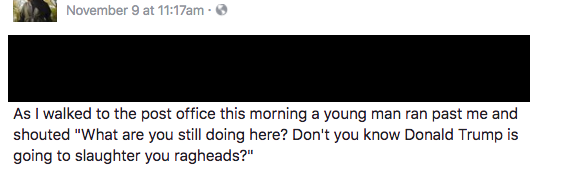 November 9 at 11:17am ·
As I walked to the post office this morning a young man ran past me and
shouted "What are you still doing here? Don't you know Donald Trump is
going to slaughter you ragheads?"